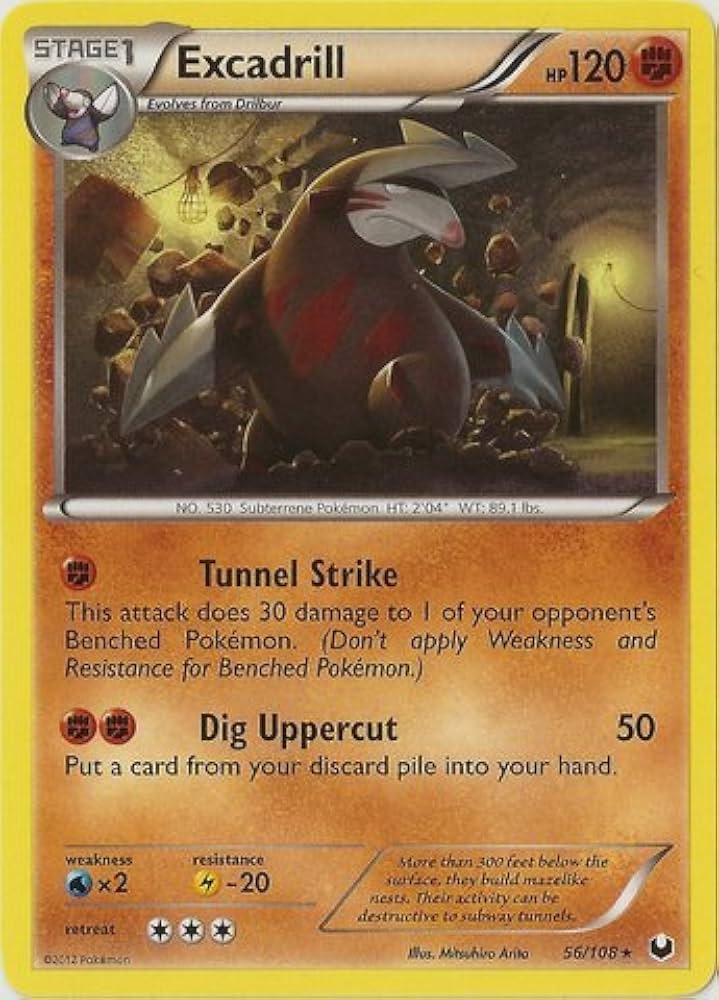 STAGE1
Excadrill
HP120
Evolves from Drilbur
NO. 530 Subterrene Pokémon HT: 2'04" WT: 89.1 lbs.
Tunnel Strike
This attack does 30 damage to 1 of your opponent's
Benched Pokémon. (Don't apply Weakness and
Resistance for Benched Pokémon.)
Dig Uppercut 50
Put a card from your discard pile into your hand.
weakness resistance
×2 -20
More than 300 feet below the
surface, they build mazelike
nests. Their activity can be
destructive to subway tunnels.
retreat
©2012 Pokémon
Illus. Mitsuhiro Arita
56/108 ★